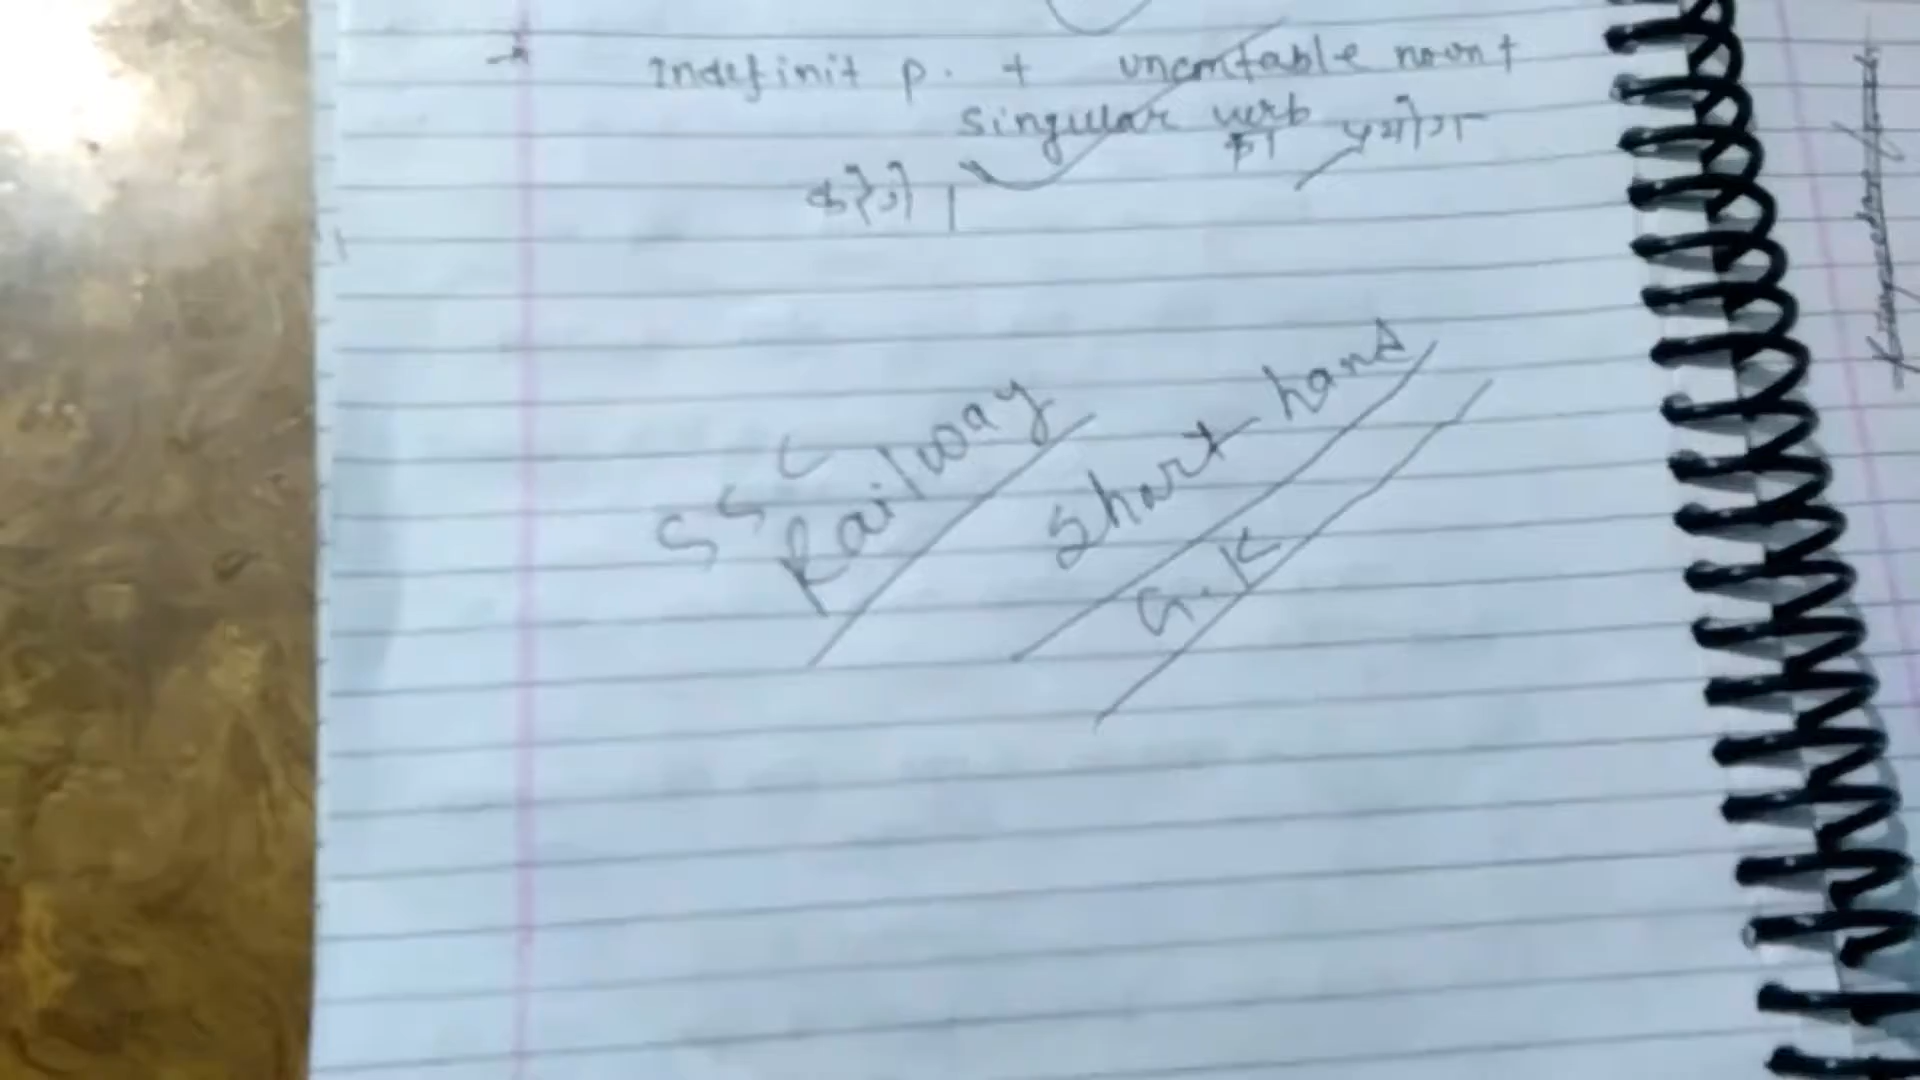 Indefinit p. + uncontable noun +
singular verb का प्रयोग
करेगे ।
SSC
Railway
Short hand
G.K